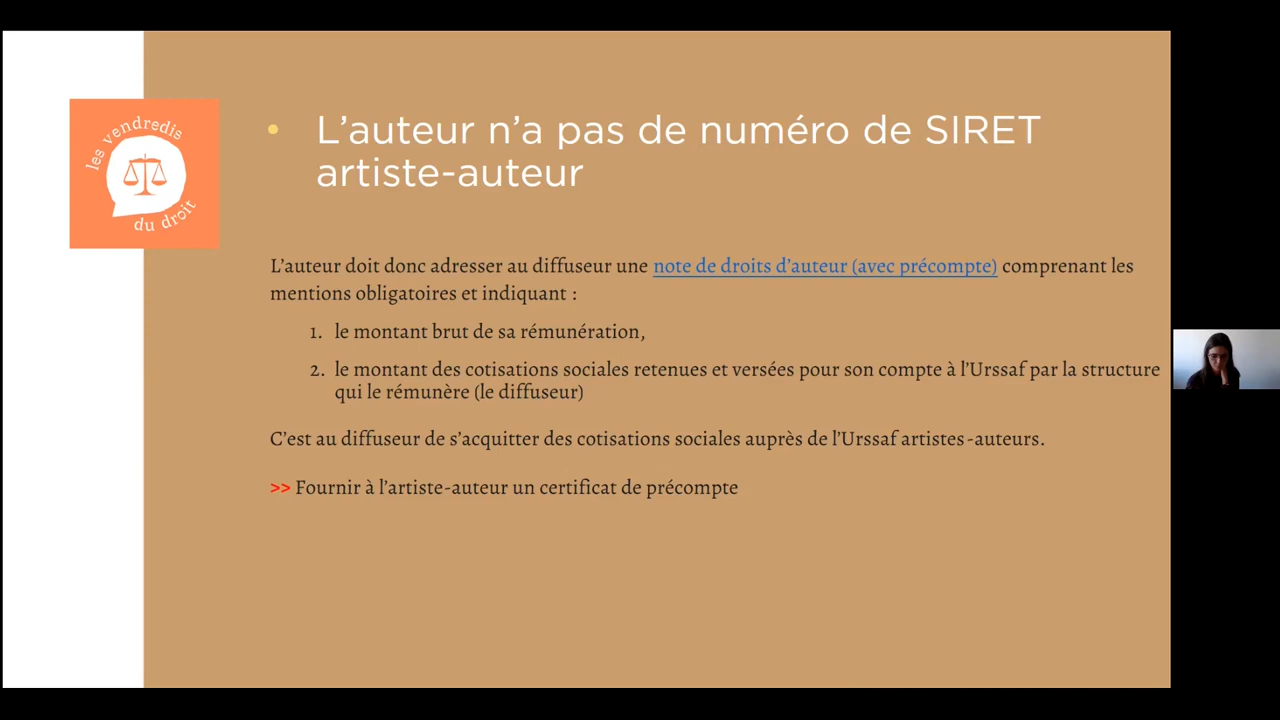 les vendredis
du droit
• L’auteur n’a pas de numéro de SIRET
artiste-auteur
L’auteur doit donc adresser au diffuseur une note de droits d’auteur (avec précompte) comprenant les
mentions obligatoires et indiquant :
1. le montant brut de sa rémunération,
2. le montant des cotisations sociales retenues et versées pour son compte à l’Urssaf par la structure
qui le rémunère (le diffuseur)
C’est au diffuseur de s’acquitter des cotisations sociales auprès de l’Urssaf artistes-auteurs.
>> Fournir à l’artiste-auteur un certificat de précompte